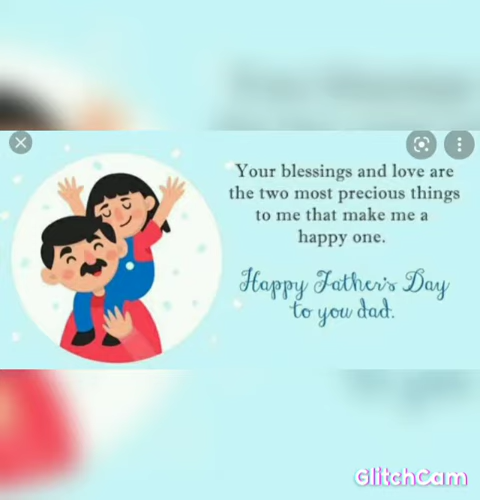 Your blessings and love are
the two most precious things
to me that make me a
happy one.
Happy Father's Day
to you dad.
GlitchCam